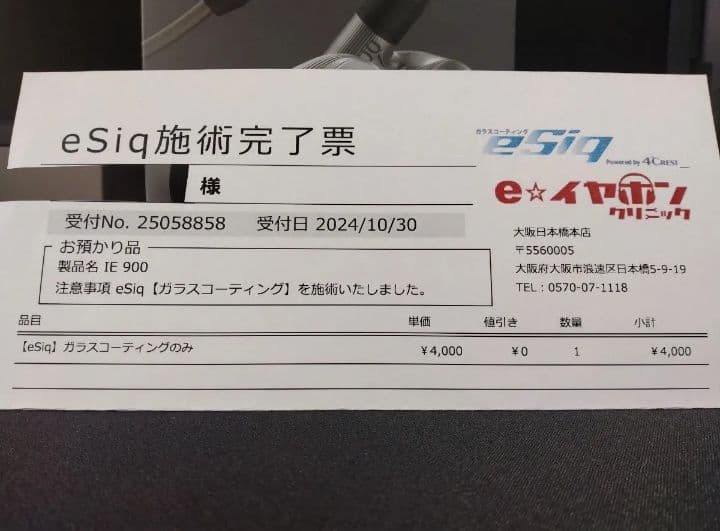 eSiq施術完了票
ガラスコーティング
eSiq
Powered by 4℃REST
様
e☆イヤホン
クリニック
受付No. 25058858 受付日 2024/10/30
お預かり品
製品名 IE 900
注意事項 eSiq【ガラスコーティング】を施術いたしました。
大阪日本橋本店
〒5560005
大阪府大阪市浪速区日本橋5-9-19
TEL : 0570-07-1118
品目 単価 値引き 数量 小計
【eSiq】ガラスコーティングのみ ¥4,000 ¥0 1 ¥4,000